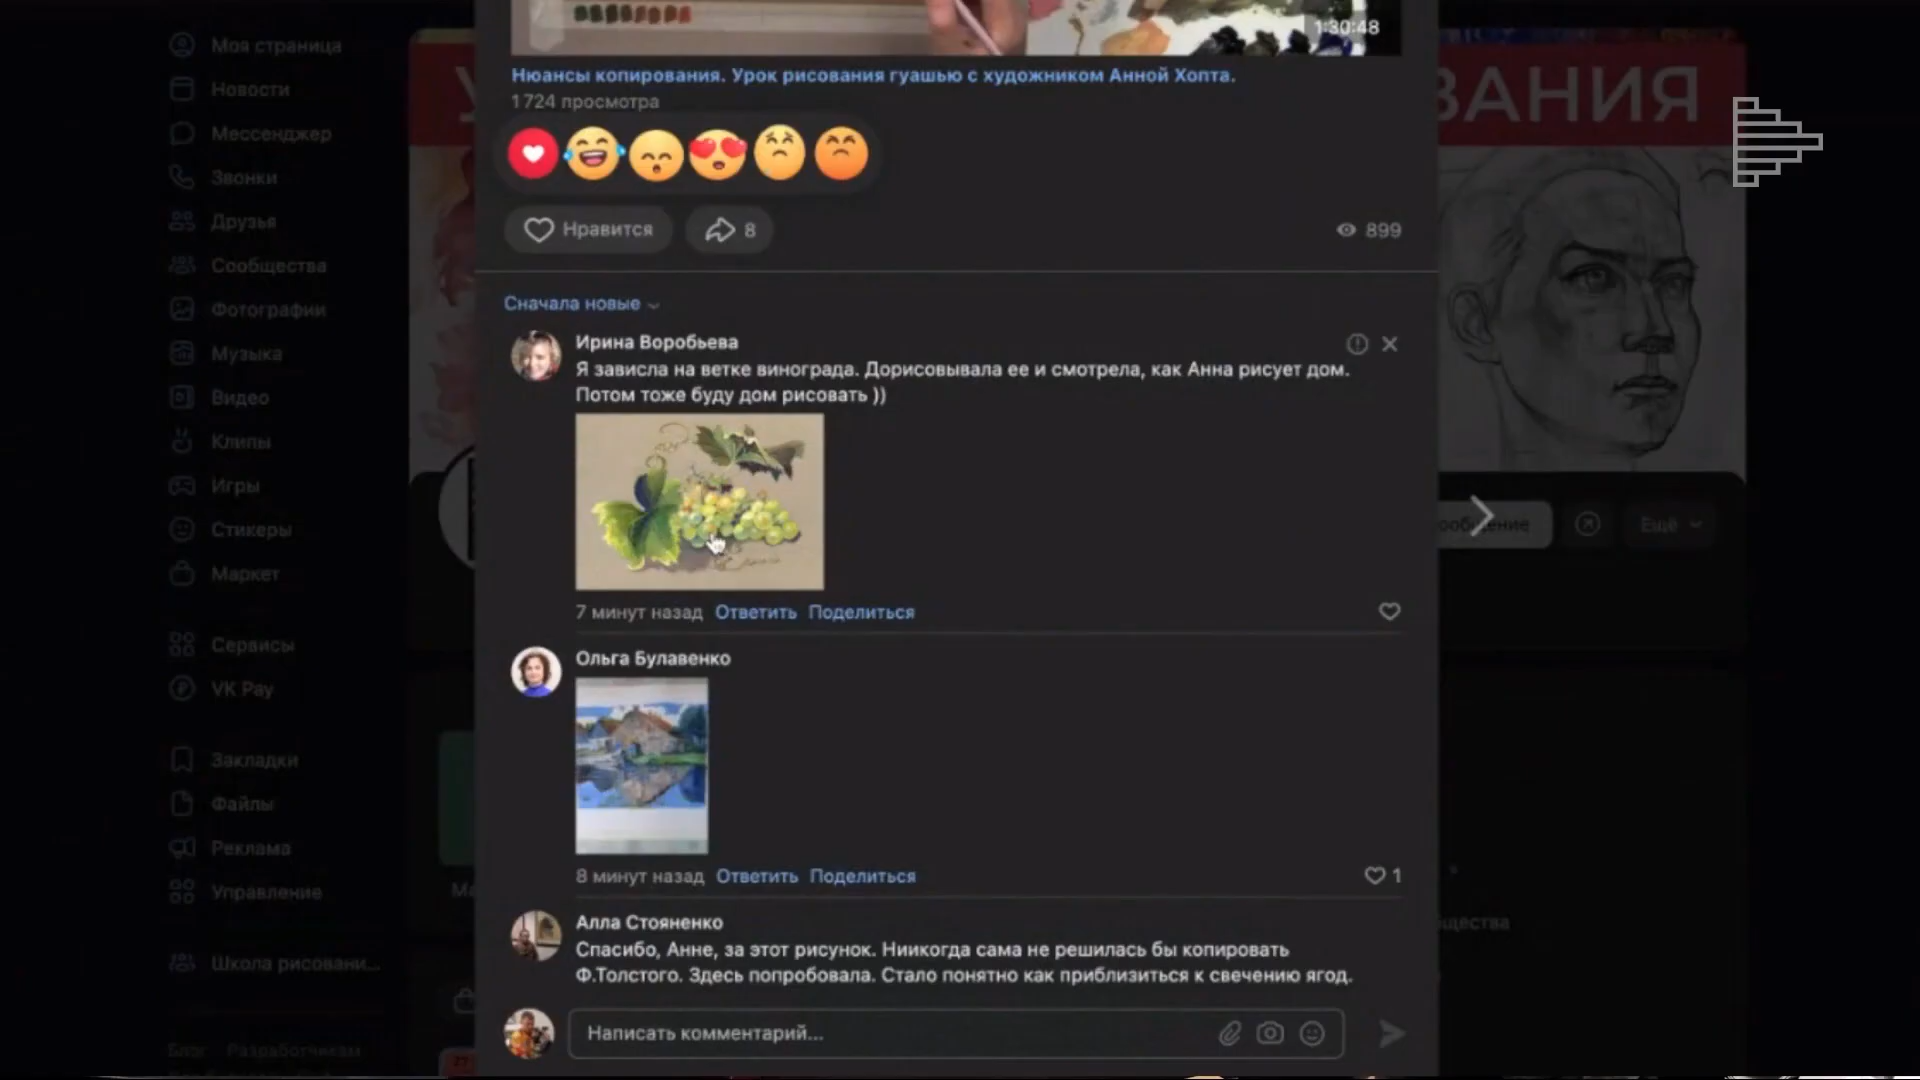 Моя страница
Новости
Мессенджер
Звонки
Друзья
Сообщества
Фотографии
Музыка
Видео
Клипы
Игры
Стикеры
Маркет
Сервисы
VK Pay
Закладки
Файлы
Реклама
Управление
Школа рисовани...
Блог Разработчикам
1:30:48
Нюансы копирования. Урок рисования гуашью с художником Анной Хопта.
1 724 просмотра
Нравится
8
899
Сначала новые
Ирина Воробьева
Я зависла на ветке винограда. Дорисовывала ее и смотрела, как Анна рисует дом.
Потом тоже буду дом рисовать ))
7 минут назад Ответить Поделиться
Ольга Булавенко
8 минут назад Ответить Поделиться
1
Алла Стояненко
Спасибо, Анне, за этот рисунок. Ниикогда сама не решилась бы копировать
Ф.Толстого. Здесь попробовала. Стало понятно как приблизиться к свечению ягод.
Написать комментарий...
ВАНИЯ
Ещё